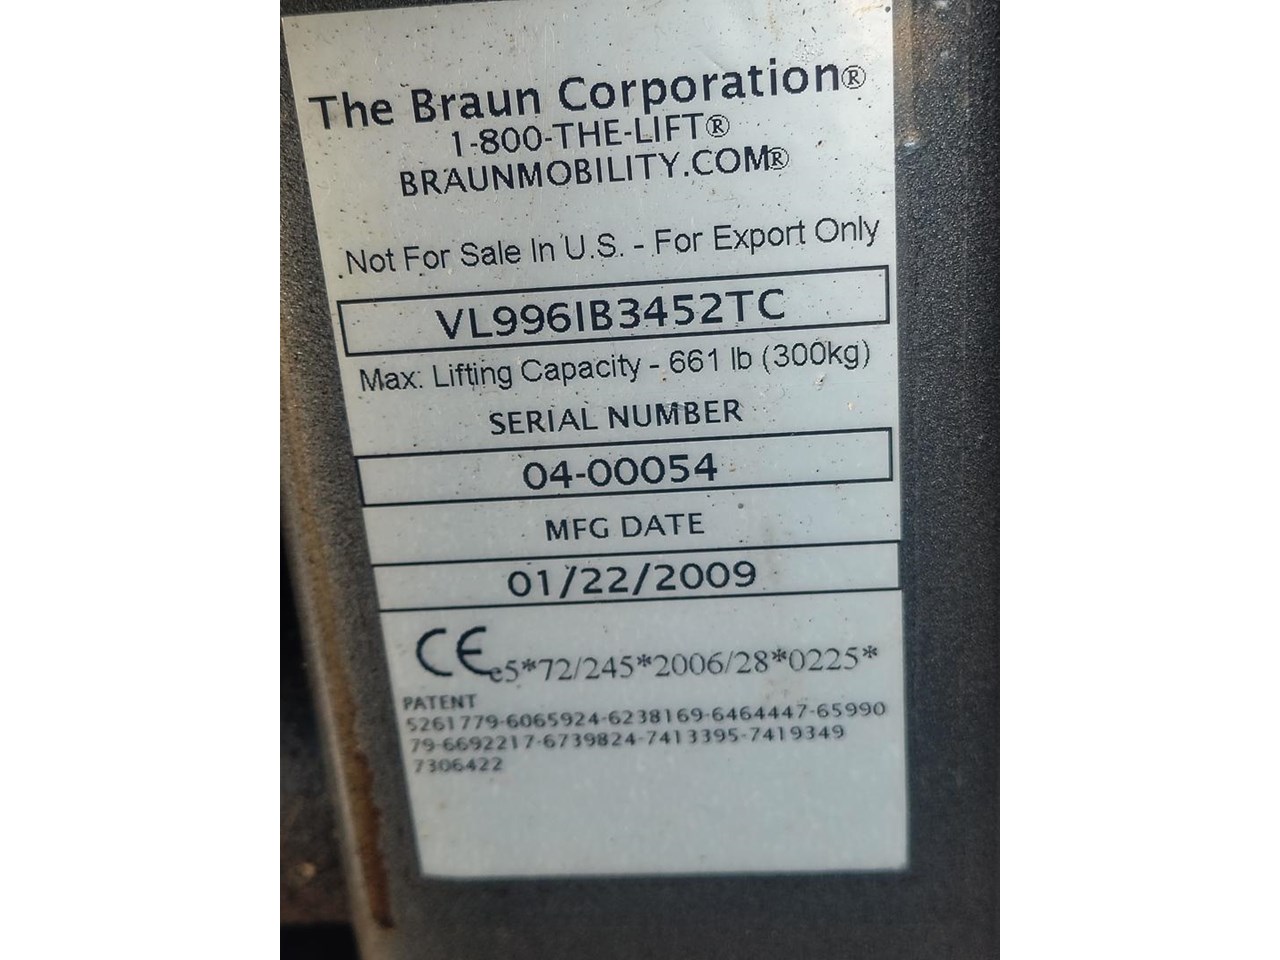 The Braun Corporation®
1-800-THE-LIFT®
BRAUNMOBILITY.COM®
Not For Sale In U.S. - For Export Only
VL996IB3452TC
Max: Lifting Capacity - 661 lb (300kg)
SERIAL NUMBER
04-00054
MFG DATE
01/22/2009
CE e5*72/245*2006/28*0225*
PATENT
5261779-6065924-6238169-6464447-65990
79-6692217-6739824-7413395-7419349
7306422